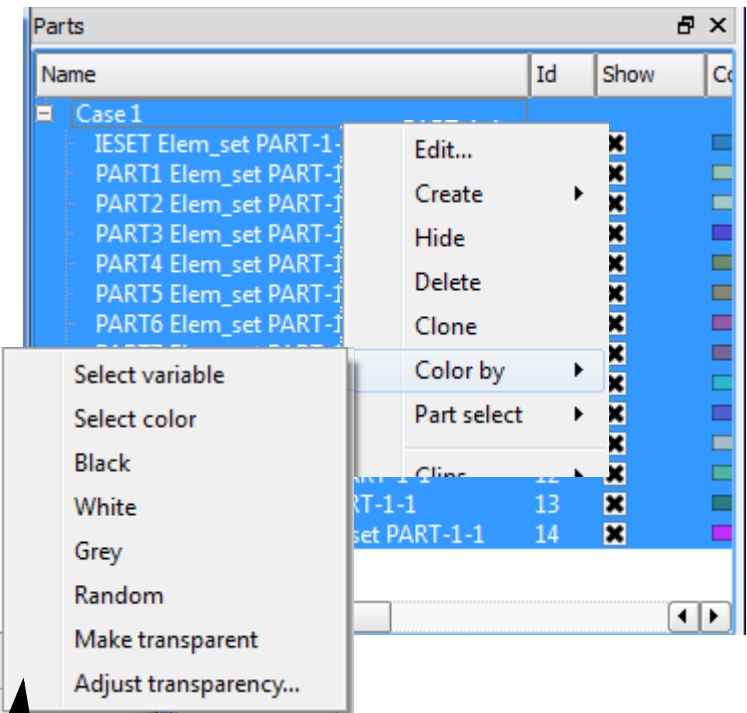 Parts
Name Id Show
Case 1
IESET Elem_set PART-1-
PART1 Elem_set PART-1
PART2 Elem_set PART-1
PART3 Elem_set PART-1
PART4 Elem_set PART-1
PART5 Elem_set PART-1
PART6 Elem_set PART-1
Edit...
Create
Hide
Delete
Clone
Color by
Part select
Clips
Select variable
Select color
Black
White
Grey
Random
Make transparent
Adjust transparency...
-1-1 12
RT-1-1 13
set PART-1-1 14